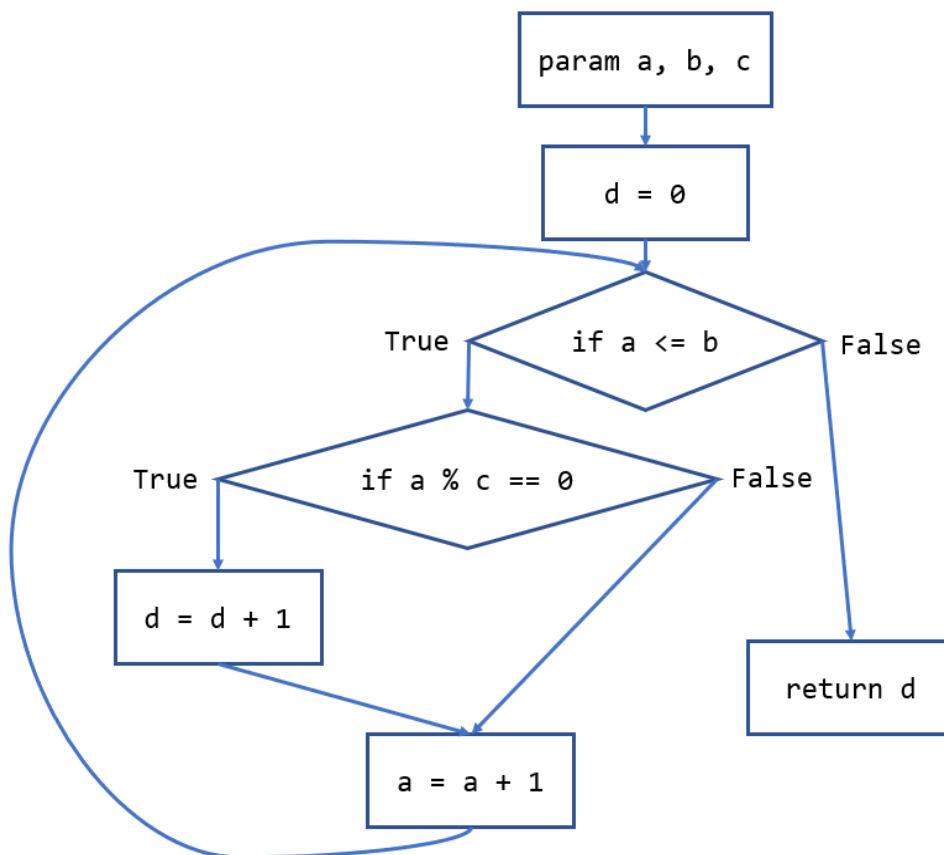 param a, b, c
d = 0
if a <= b
True
False
if a % c == 0
True
False
d = d + 1
return d
a = a + 1